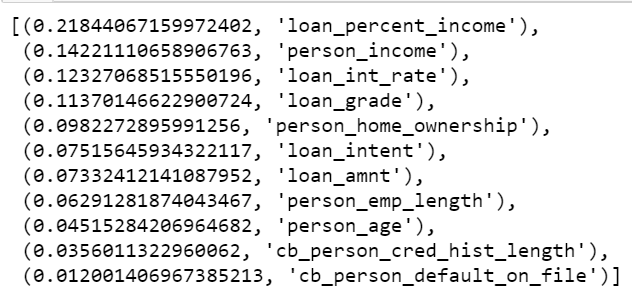 [(0.21844067159972402, 'loan_percent_income'),
(0.14221110658906763, 'person_income'),
(0.12327068515550196, 'loan_int_rate'),
(0.11370146622900724, 'loan_grade'),
(0.0982272895991256, 'person_home_ownership'),
(0.07515645934322117, 'loan_intent'),
(0.07332412141087952, 'loan_amnt'),
(0.06291281874043467, 'person_emp_length'),
(0.04515284206964682, 'person_age'),
(0.0356011322960062, 'cb_person_cred_hist_length'),
(0.012001406967385213, 'cb_person_default_on_file')]